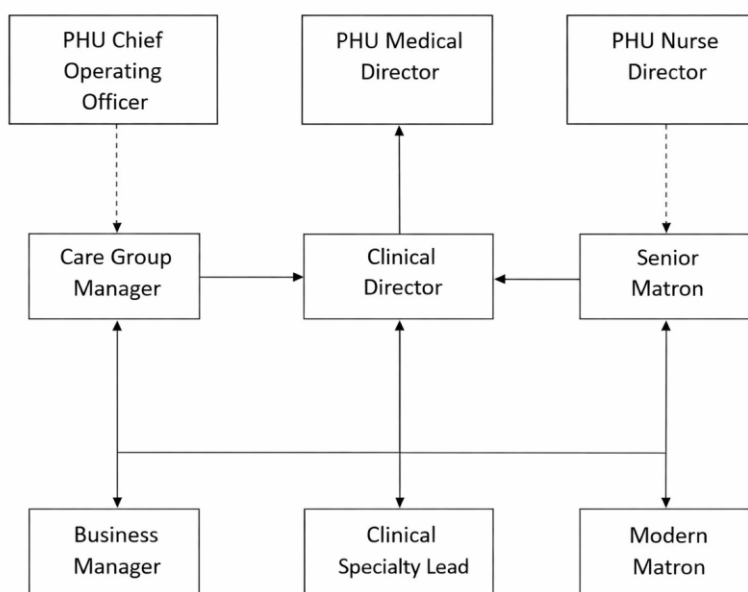 PHU Chief
Operating
Officer
PHU Medical
Director
PHU Nurse
Director
Care Group
Manager
Clinical
Director
Senior
Matron
Business
Manager
Clinical
Specialty Lead
Modern
Matron